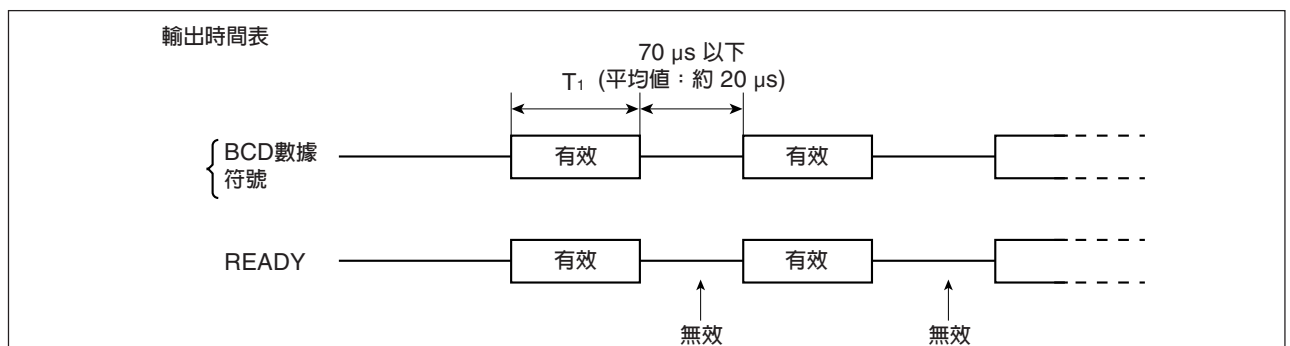 輸出時間表
70 μs 以下
T₁ (平均值：約 20 μs)
BCD數據
符號
有效
有效
READY
有效
有效
無效
無效